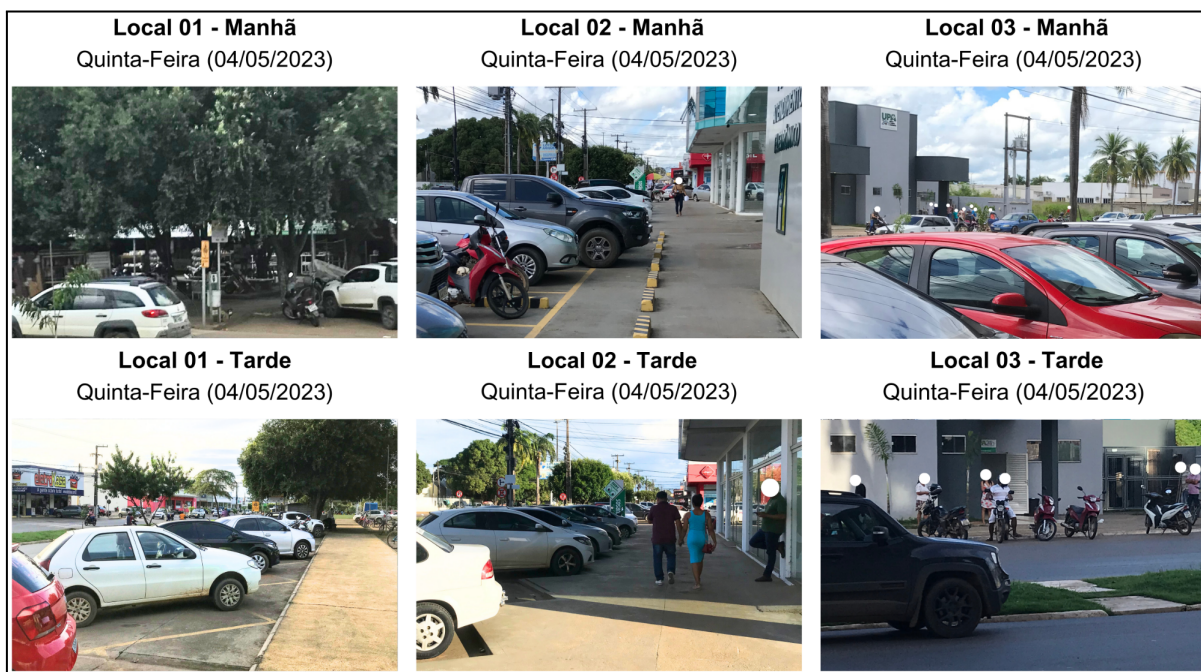 Local 01 - Manhã
Quinta-Feira (04/05/2023)
Local 02 - Manhã
Quinta-Feira (04/05/2023)
Local 03 - Manhã
Quinta-Feira (04/05/2023)
UPA
Local 01 - Tarde
Quinta-Feira (04/05/2023)
Local 02 - Tarde
Quinta-Feira (04/05/2023)
Local 03 - Tarde
Quinta-Feira (04/05/2023)